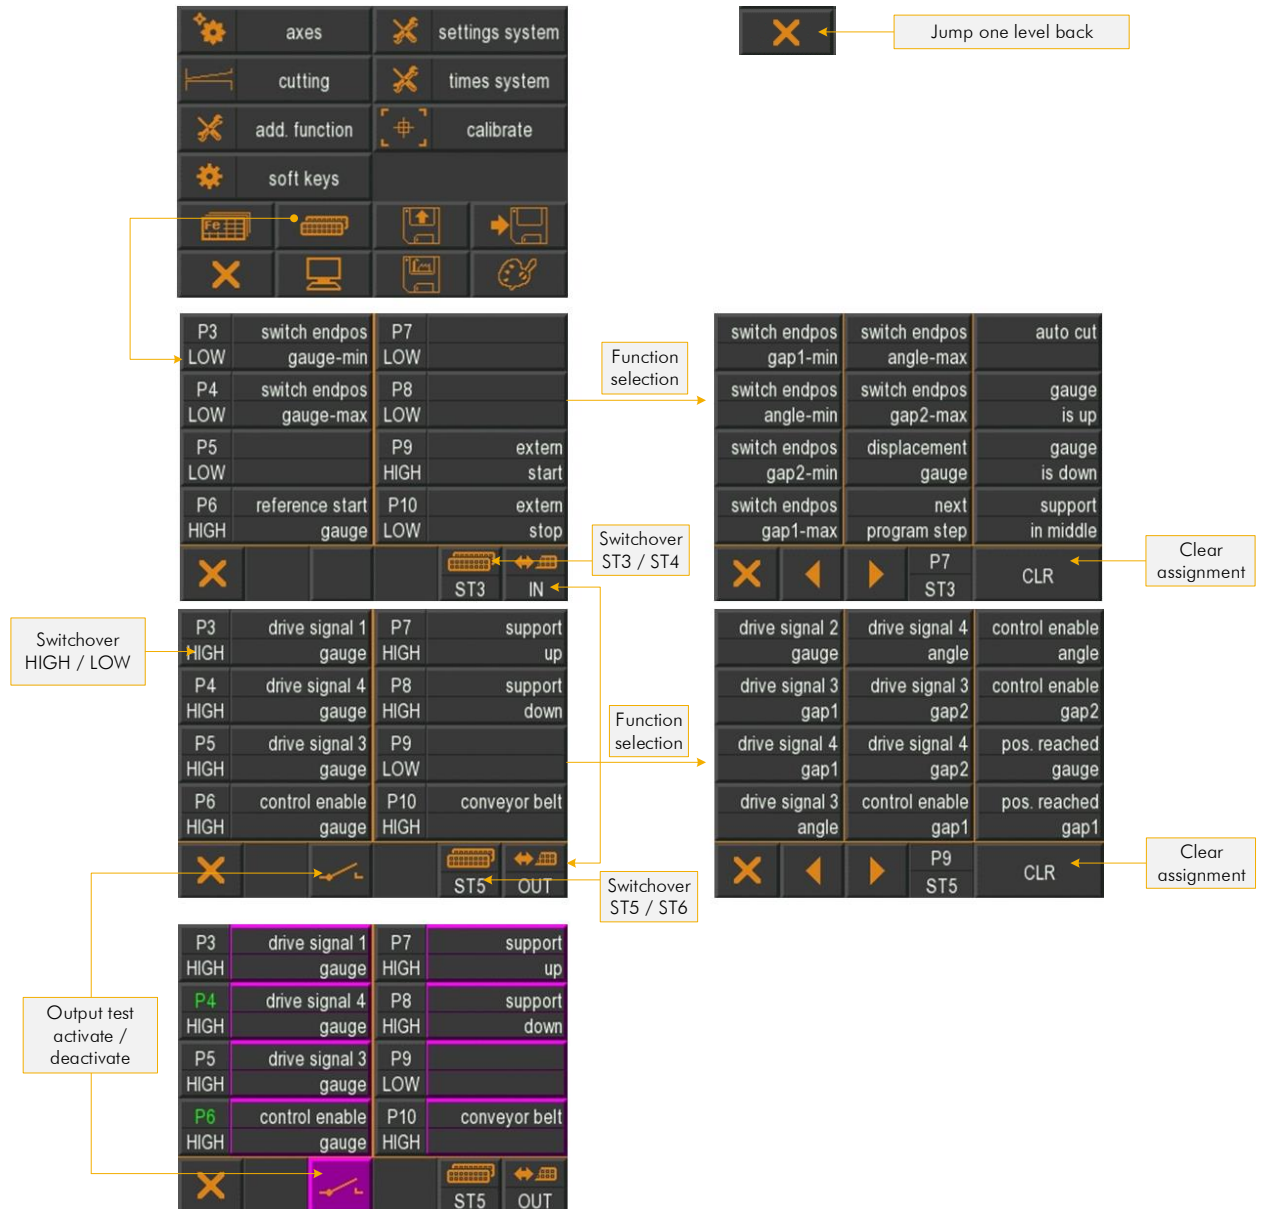 axes
settings system
cutting
times system
add. function
calibrate
soft keys
Fe
Jump one level back
P3
LOW
switch endpos
gauge-min
P7
LOW
P4
LOW
switch endpos
gauge-max
P8
LOW
P5
LOW
P9
HIGH
extern
start
P6
HIGH
reference start
gauge
P10
LOW
extern
stop
ST3
IN
Function
selection
Switchover
ST3 / ST4
switch endpos
gap1-min
switch endpos
angle-max
auto cut
switch endpos
angle-min
switch endpos
gap2-max
gauge
is up
switch endpos
gap2-min
displacement
gauge
gauge
is down
switch endpos
gap1-max
next
program step
support
in middle
P7
ST3
CLR
Clear
assignment
Switchover
HIGH / LOW
P3
HIGH
drive signal 1
gauge
P7
HIGH
support
up
P4
HIGH
drive signal 4
gauge
P8
HIGH
support
down
P5
HIGH
drive signal 3
gauge
P9
LOW
P6
HIGH
control enable
gauge
P10
HIGH
conveyor belt
ST5
OUT
Function
selection
Switchover
ST5 / ST6
drive signal 2
gauge
drive signal 4
angle
control enable
angle
drive signal 3
gap1
drive signal 3
gap2
control enable
gap2
drive signal 4
gap1
drive signal 4
gap2
pos. reached
gauge
drive signal 3
angle
control enable
gap1
pos. reached
gap1
P9
ST5
CLR
Clear
assignment
Output test
activate /
deactivate
P3
HIGH
drive signal 1
gauge
P7
HIGH
support
up
P4
HIGH
drive signal 4
gauge
P8
HIGH
support
down
P5
HIGH
drive signal 3
gauge
P9
LOW
P6
HIGH
control enable
gauge
P10
HIGH
conveyor belt
ST5
OUT